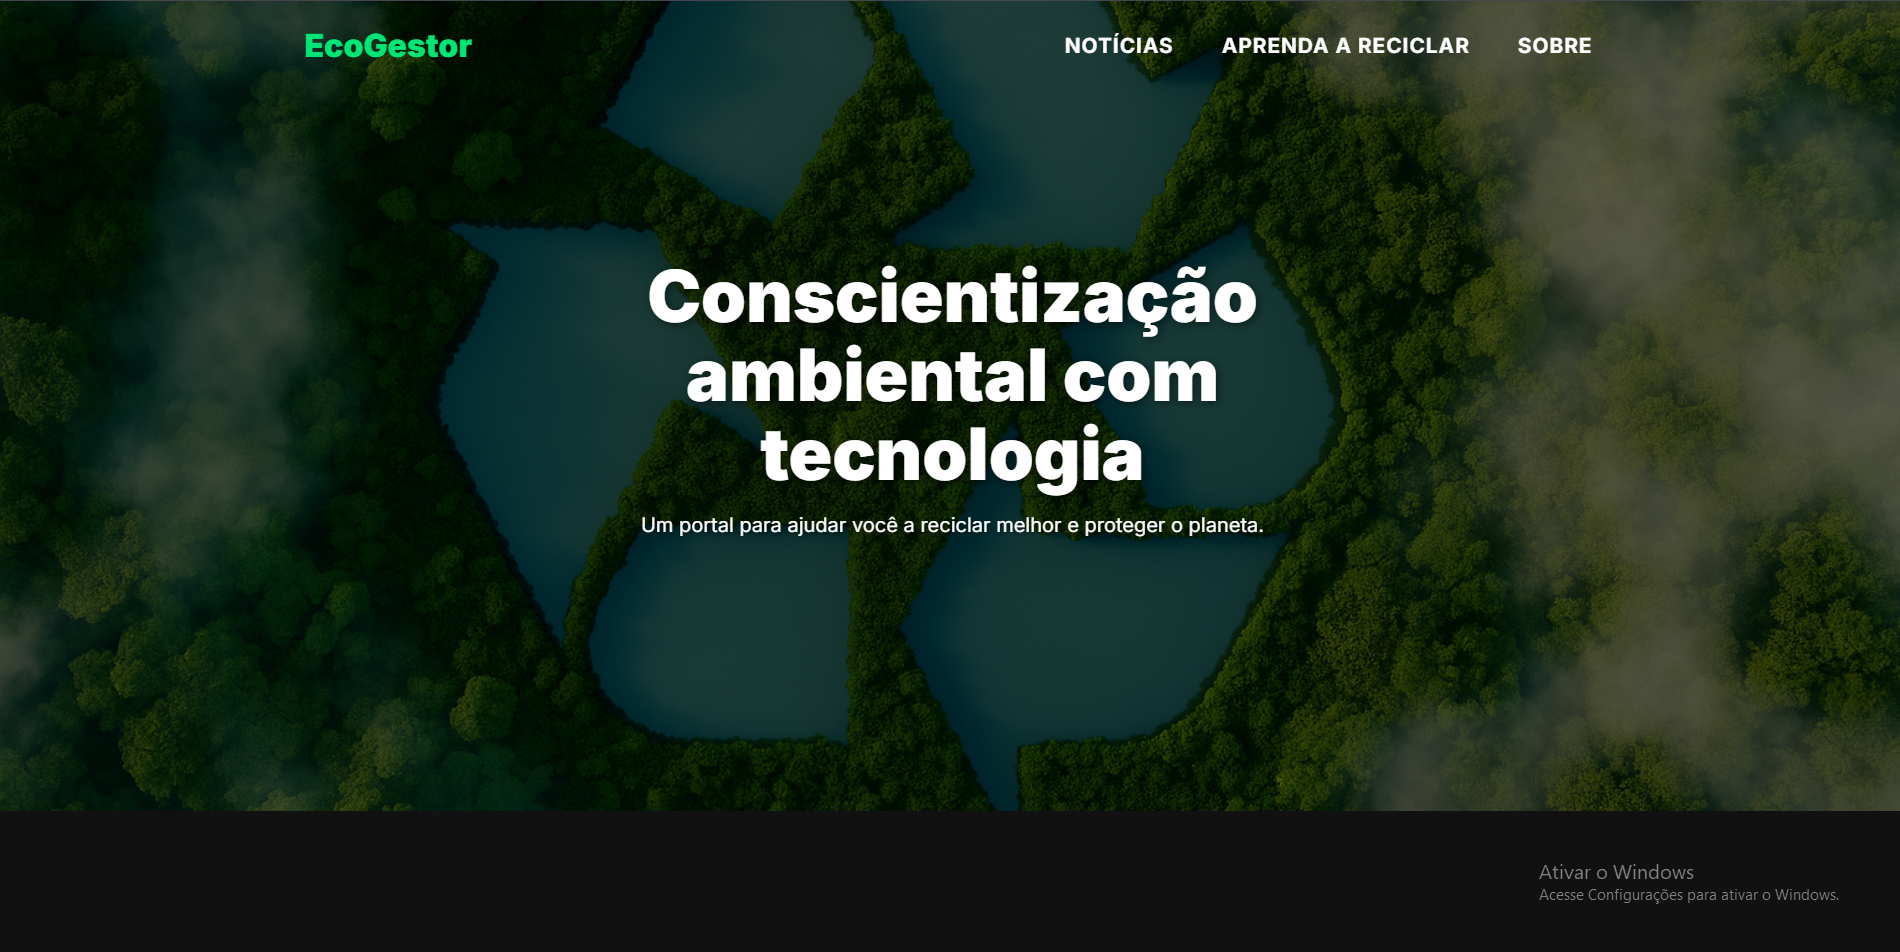 EcoGestor
NOTÍCIAS APRENDA A RECICLAR SOBRE
Conscientização
ambiental com
tecnologia
Um portal para ajudar você a reciclar melhor e proteger o planeta.
Ativar o Windows
Acesse Configurações para ativar o Windows.